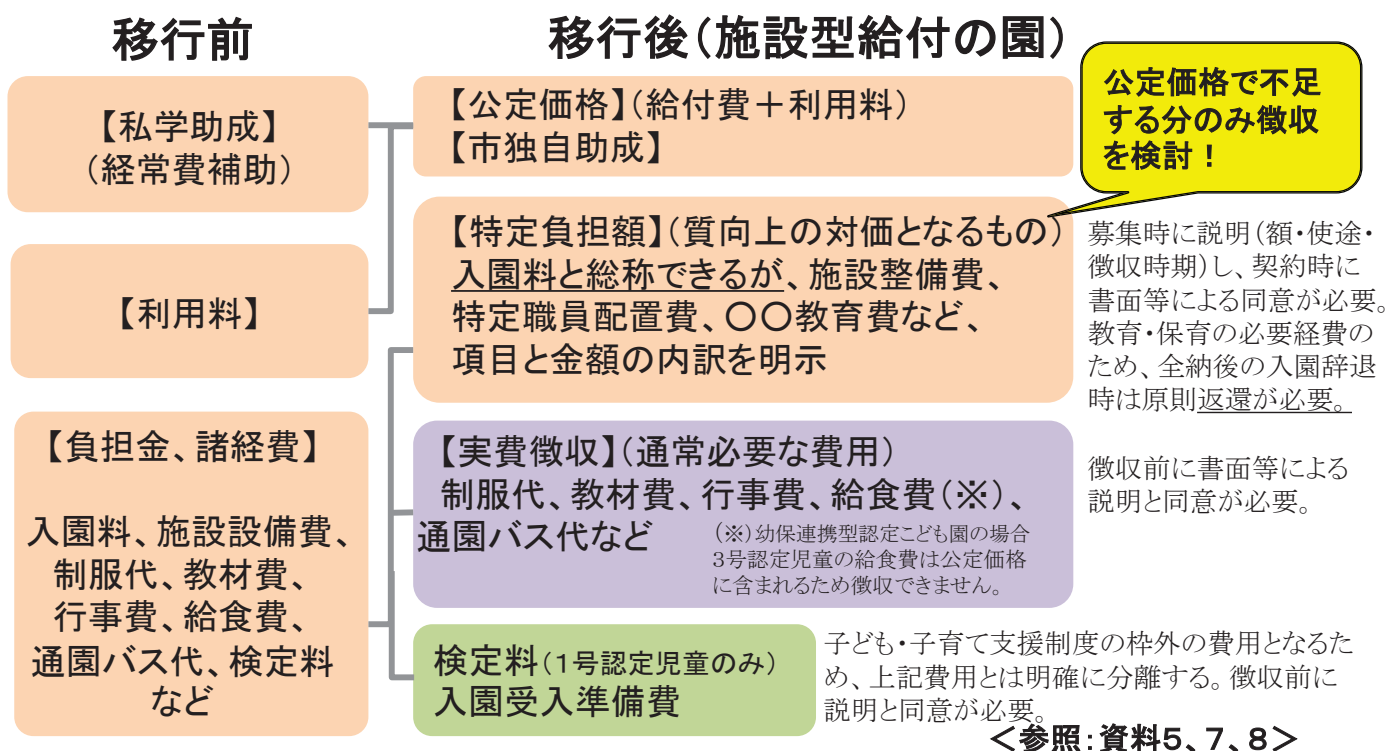 移行前
移行後(施設型給付の園)
【私学助成】
(経常費補助)
【利用料】
【負担金、諸経費】
入園料、施設設備費、
制服代、教材費、
行事費、給食費、
通園バス代、検定料
など
【公定価格】(給付費+利用料)
【市独自助成】
公定価格で不足
する分のみ徴収
を検討!
【特定負担額】(質向上の対価となるもの)
入園料と総称できるが、施設整備費、
特定職員配置費、〇〇教育費など、
項目と金額の内訳を明示
募集時に説明(額・使途・
徴収時期)し、契約時に
書面等による同意が必要。
教育・保育の必要経費の
ため、全納後の入園辞退
時は原則返還が必要。
【実費徴収】(通常必要な費用)
制服代、教材費、行事費、給食費(※)、
通園バス代など
(※)幼保連携型認定こども園の場合
3号認定児童の給食費は公定価格
に含まれるため徴収できません。
徴収前に書面等による
説明と同意が必要。
検定料(1号認定児童のみ)
入園受入準備費
子ども・子育て支援制度の枠外の費用となるた
め、上記費用とは明確に分離する。徴収前に
説明と同意が必要。
<参照:資料5、7、8>